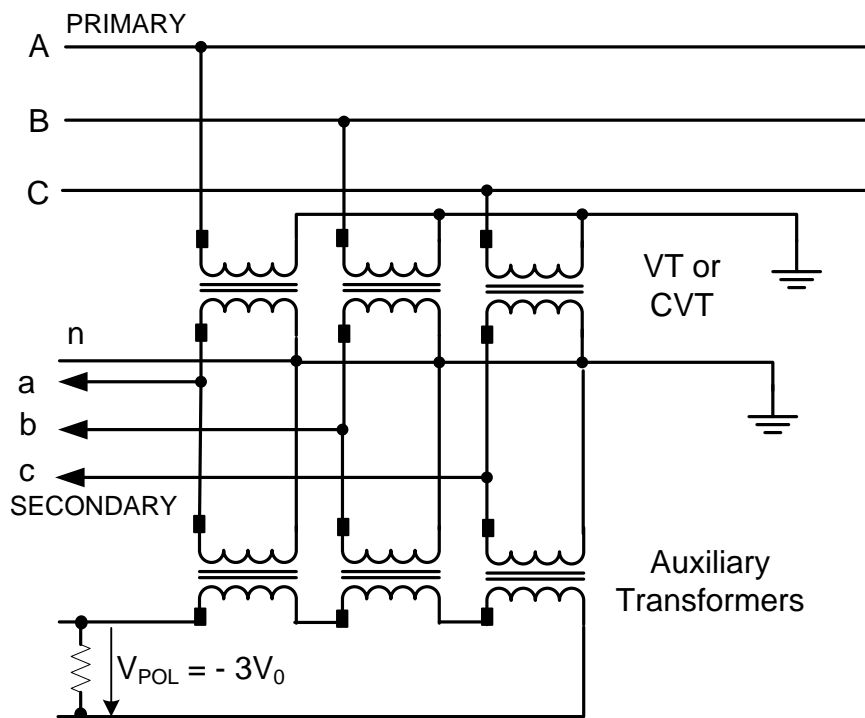 PRIMARY
A
B
C
VT or
CVT
n
a
b
c
SECONDARY
Auxiliary
Transformers
V_POL = - 3V_0